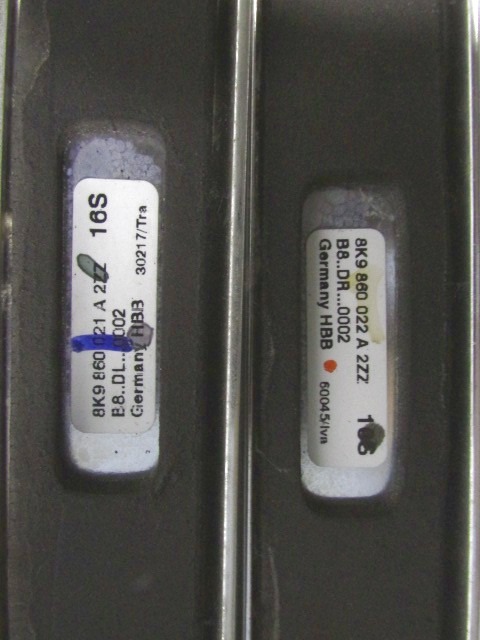 8K9 860 021 A 2ZZ 16S
B8..DL...0002
Germany HBB 30217/Tra
8K9 860 022 A 2ZZ 16S
B8..DR...0002
Germany HBB 60045/Iva